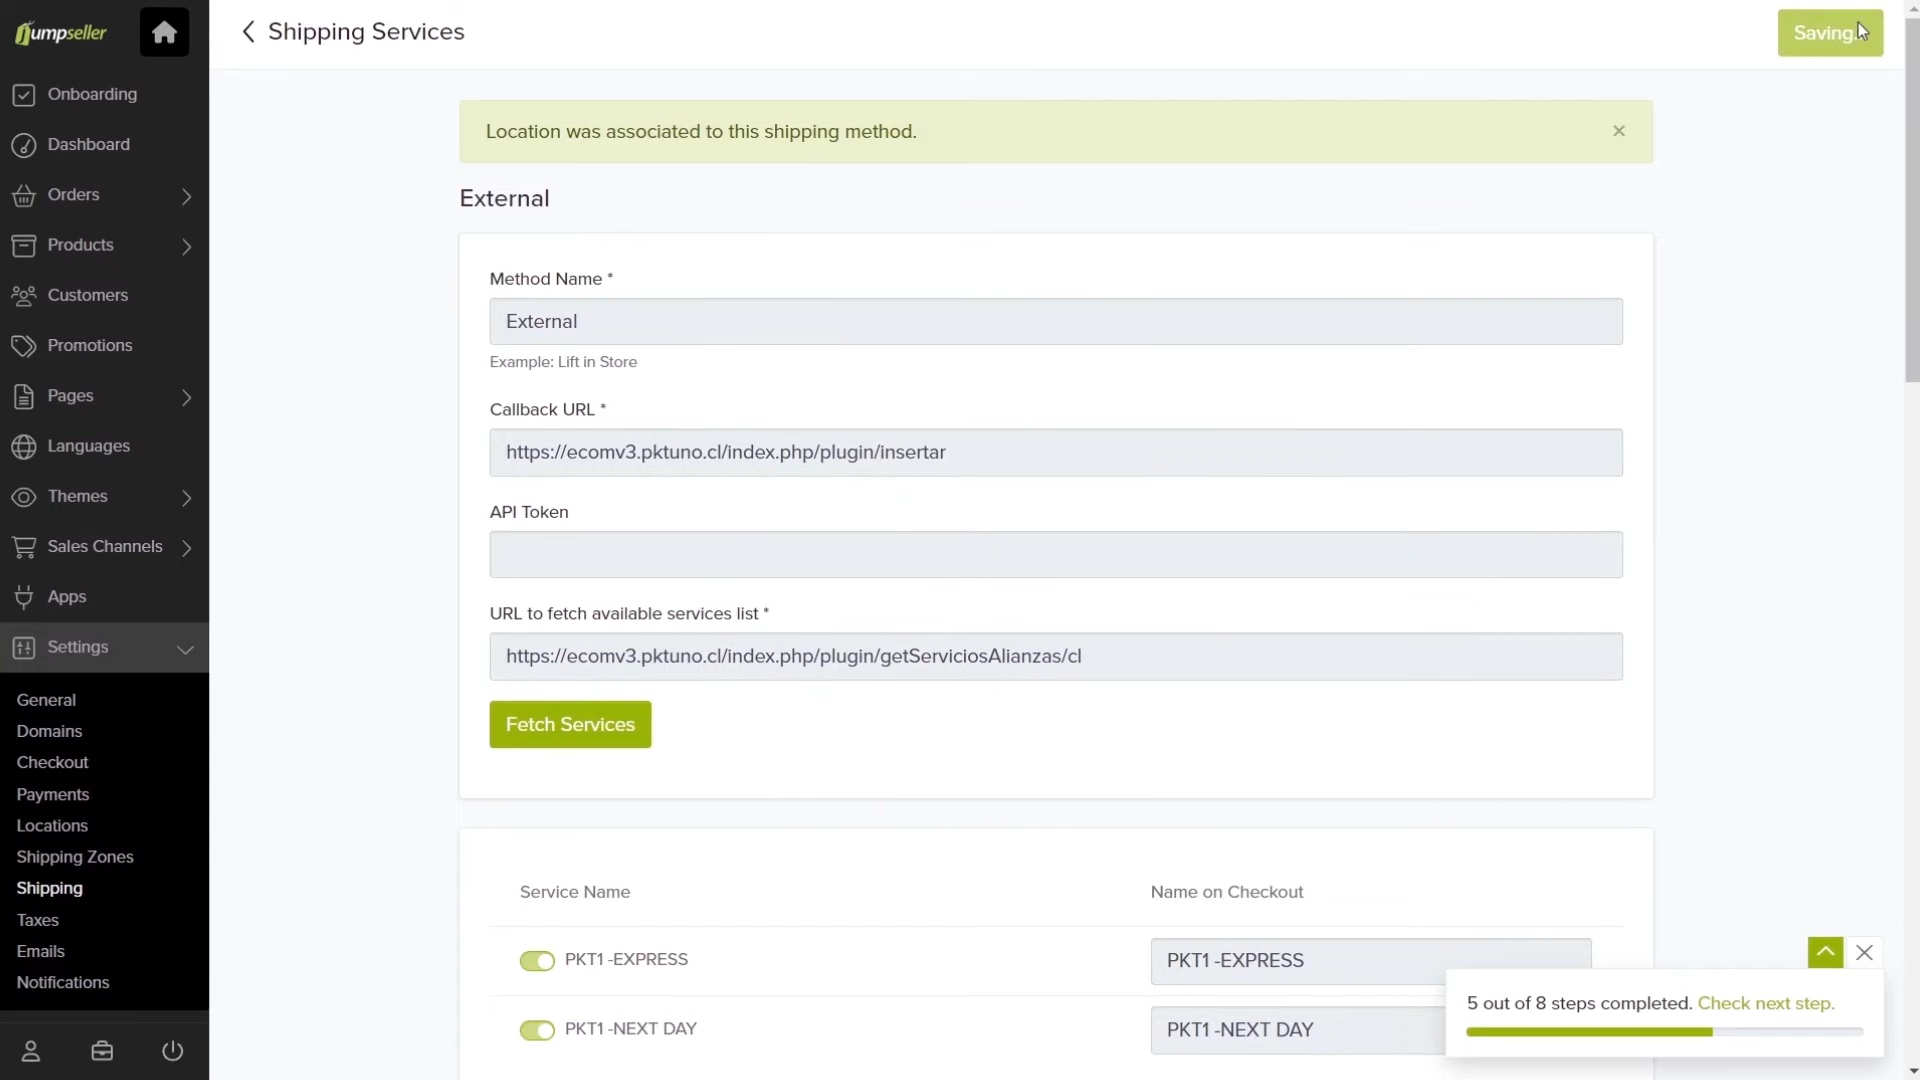 Jumpseller
Shipping Services
Saving
Onboarding
Dashboard
Orders
Products
Customers
Promotions
Pages
Languages
Themes
Sales Channels
Apps
Settings
General
Domains
Checkout
Payments
Locations
Shipping Zones
Shipping
Taxes
Emails
Notifications
Location was associated to this shipping method.
External
Method Name *
External
Example: Lift in Store
Callback URL *
https://ecomv3.pktuno.cl/index.php/plugin/insertar
API Token
URL to fetch available services list *
https://ecomv3.pktuno.cl/index.php/plugin/getServiciosAlianzas/cl
Fetch Services
Service Name Name on Checkout
PKT1 -EXPRESS PKT1 -EXPRESS
PKT1 -NEXT DAY PKT1 -NEXT DAY
5 out of 8 steps completed. Check next step.